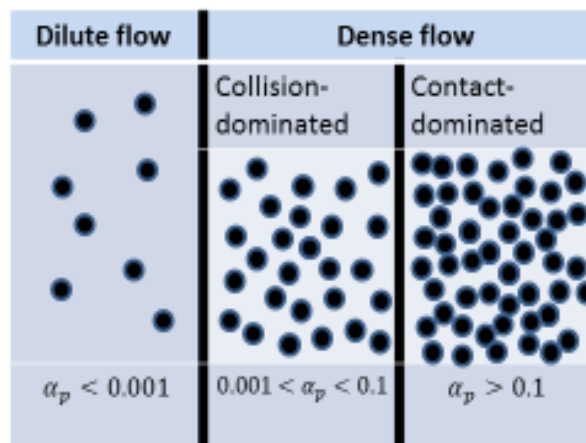 Dilute flow
Dense flow
Collision-
dominated
Contact-
dominated
αₚ < 0.001
0.001 < αₚ < 0.1
αₚ > 0.1